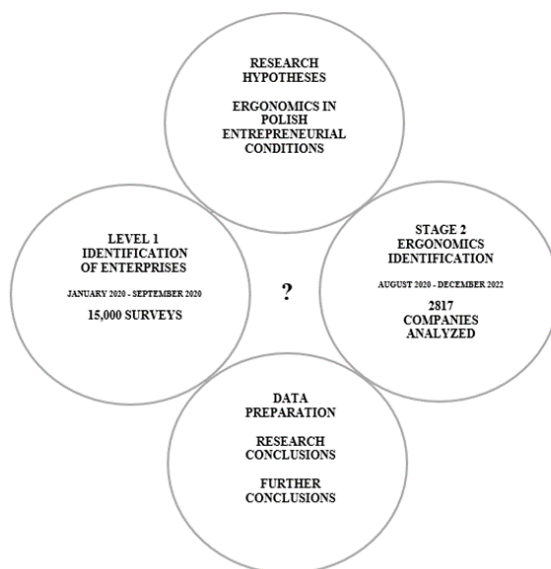 RESEARCH
HYPOTHESES
ERGONOMICS IN
POLISH
ENTREPRENEURIAL
CONDITIONS
LEVEL 1
IDENTIFICATION
OF ENTERPRISES
JANUARY 2020 - SEPTEMBER 2020
15,000 SURVEYS
?
STAGE 2
ERGONOMICS
IDENTIFICATION
AUGUST 2020 - DECEMBER 2022
2817
COMPANIES
ANALYZED
DATA
PREPARATION
RESEARCH
CONCLUSIONS
FURTHER
CONCLUSIONS